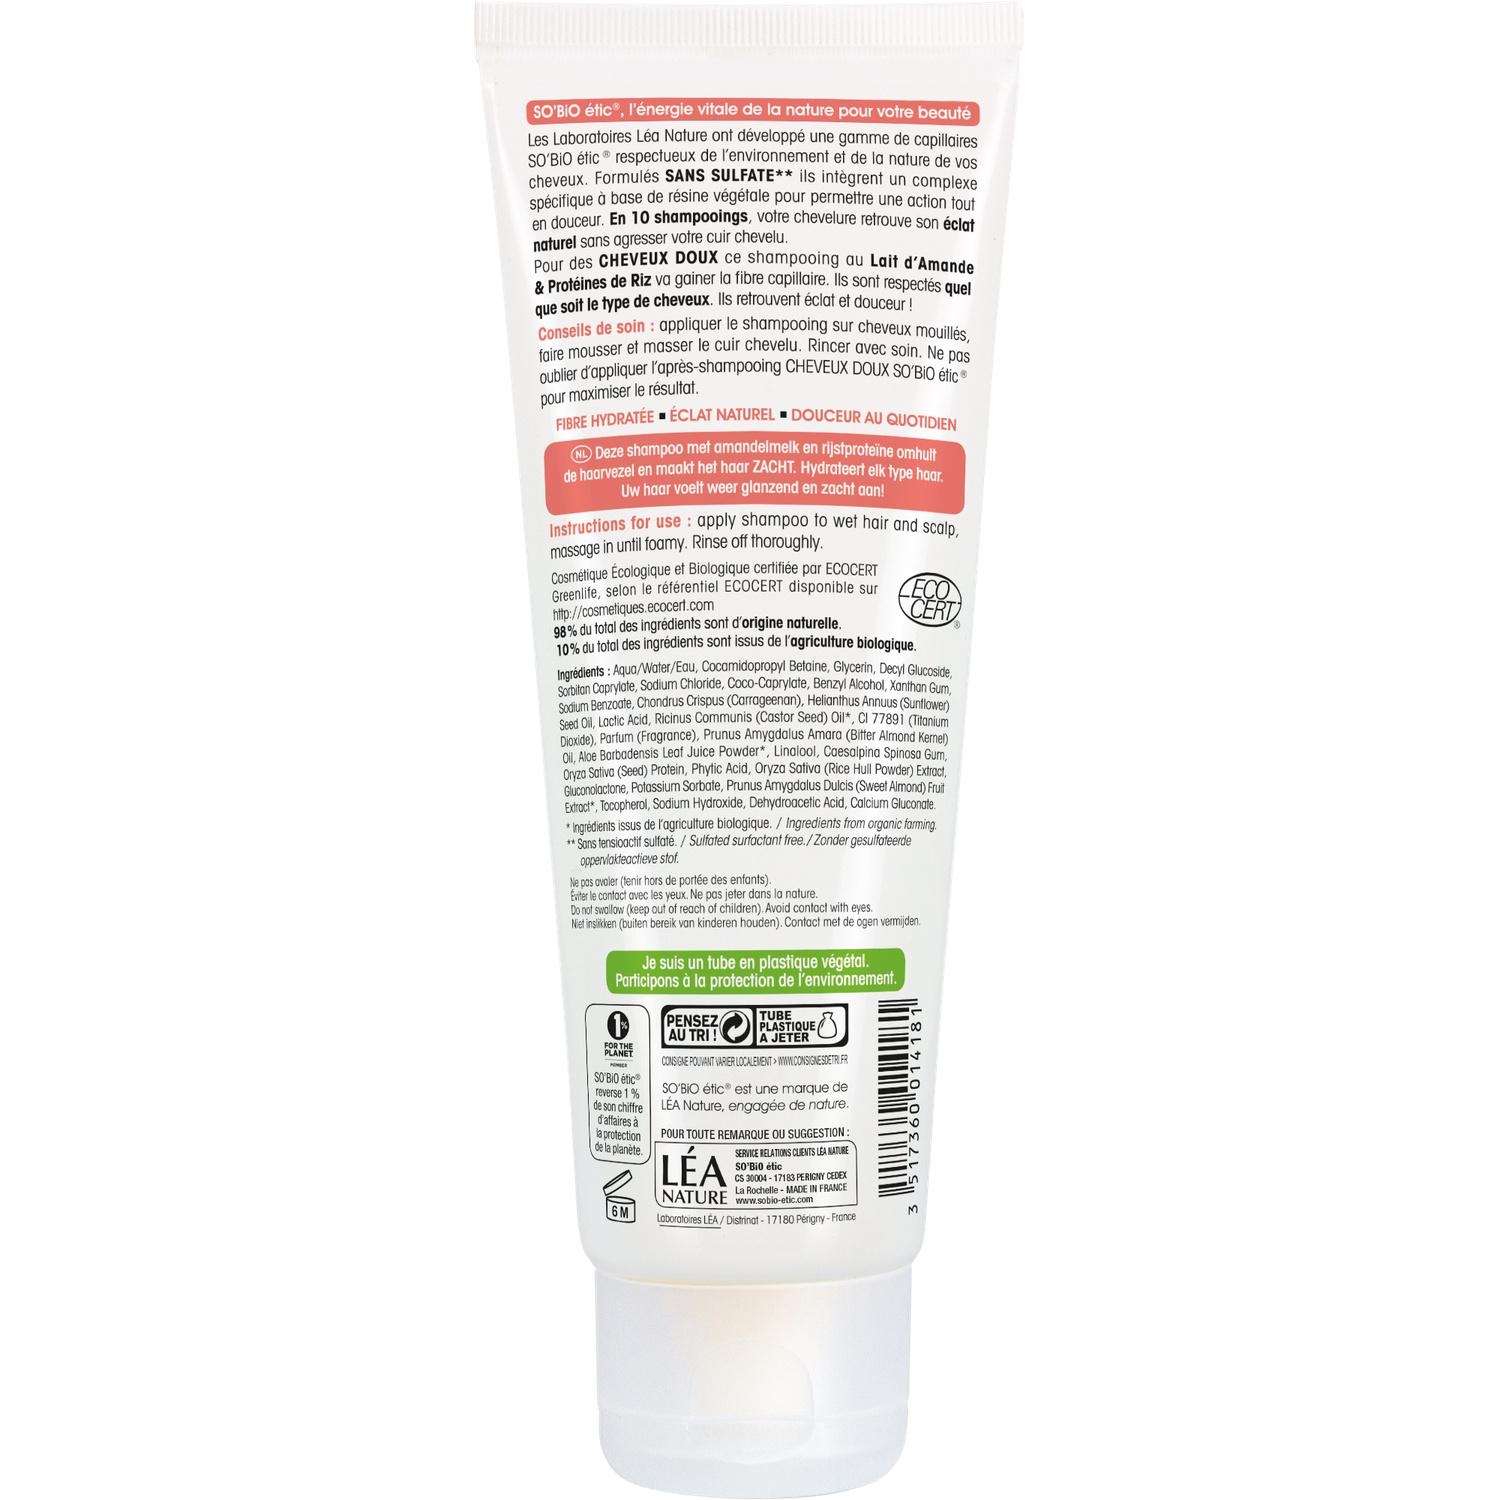 SO'BiO étic®, l'énergie vitale de la nature pour votre beauté
Les Laboratoires Léa Nature ont développé une gamme de capillaires
SO'BiO étic® respectueux de l'environnement et de la nature de vos
cheveux. Formulés SANS SULFATE** ils intègrent un complexe
spécifique à base de résine végétale pour permettre une action tout
en douceur. En 10 shampooings, votre chevelure retrouve son éclat
naturel sans agresser votre cuir chevelu.
Pour des CHEVEUX DOUX ce shampooing au Lait d'Amande
& Protéines de Riz va gainer la fibre capillaire. Ils sont respectés quel
que soit le type de cheveux. Ils retrouvent éclat et douceur !
Conseils de soin : appliquer le shampooing sur cheveux mouillés,
faire mousser et masser le cuir chevelu. Rincer avec soin. Ne pas
oublier d'appliquer l'après-shampooing CHEVEUX DOUX SO'BiO étic®
pour maximiser le résultat.
FIBRE HYDRATÉE ▪ ÉCLAT NATUREL ▪ DOUCEUR AU QUOTIDIEN
NL Deze shampoo met amandelmelk en rijstproteïne omhult
de haarvezel en maakt het haar ZACHT. Hydrateert elk type haar.
Uw haar voelt weer glanzend en zacht aan!
Instructions for use : apply shampoo to wet hair and scalp,
massage in until foamy. Rinse off thoroughly.
Cosmétique Écologique et Biologique certifiée par ECOCERT
Greenlife, selon le référentiel ECOCERT disponible sur
http://cosmetiques.ecocert.com
98% du total des ingrédients sont d'origine naturelle.
10% du total des ingrédients sont issus de l'agriculture biologique.
ECO
CERT®
Ingrédients : Aqua/Water/Eau, Cocamidopropyl Betaine, Glycerin, Decyl Glucoside,
Sorbitan Caprylate, Sodium Chloride, Coco-Caprylate, Benzyl Alcohol, Xanthan Gum,
Sodium Benzoate, Chondrus Crispus (Carrageenan), Helianthus Annuus (Sunflower)
Seed Oil, Lactic Acid, Ricinus Communis (Castor Seed) Oil*, CI 77891 (Titanium
Dioxide), Parfum (Fragrance), Prunus Amygdalus Amara (Bitter Almond Kernel)
Oil, Aloe Barbadensis Leaf Juice Powder*, Linalool, Caesalpina Spinosa Gum,
Oryza Sativa (Seed) Protein, Phytic Acid, Oryza Sativa (Rice Hull Powder) Extract,
Gluconolactone, Potassium Sorbate, Prunus Amygdalus Dulcis (Sweet Almond) Fruit
Extract*, Tocopherol, Sodium Hydroxide, Dehydroacetic Acid, Calcium Gluconate.
* Ingrédients issus de l'agriculture biologique. / Ingredients from organic farming.
** Sans tensioactif sulfaté. / Sulfated surfactant free. / Zonder gesulfateerde
oppervlakteactieve stof.
Ne pas avaler (tenir hors de portée des enfants).
Éviter le contact avec les yeux. Ne pas jeter dans la nature.
Do not swallow (keep out of reach of children). Avoid contact with eyes.
Niet inslikken (buiten bereik van kinderen houden). Contact met de ogen vermijden.
Je suis un tube en plastique végétal.
Participons à la protection de l'environnement.
1%
FOR THE
PLANET
MEMBER
SO'BiO étic®
reverse 1 %
de son chiffre
d'affaires à
la protection
de la planète.
6 M
PENSEZ
AU TRI !
TUBE
PLASTIQUE
A JETER
CONSIGNE POUVANT VARIER LOCALEMENT > WWW.CONSIGNESDETRI.FR
SO'BiO étic® est une marque de
LÉA Nature, engagée de nature.
POUR TOUTE REMARQUE OU SUGGESTION :
LÉA
NATURE
SERVICE RELATIONS CLIENTS LÉA NATURE
SO'BiO étic
CS 30004 - 17183 PERIGNY CEDEX
La Rochelle - MADE IN FRANCE
www.sobio-etic.com
Laboratoires LÉA / Distrinat - 17180 Périgny - France
3 517360 014181